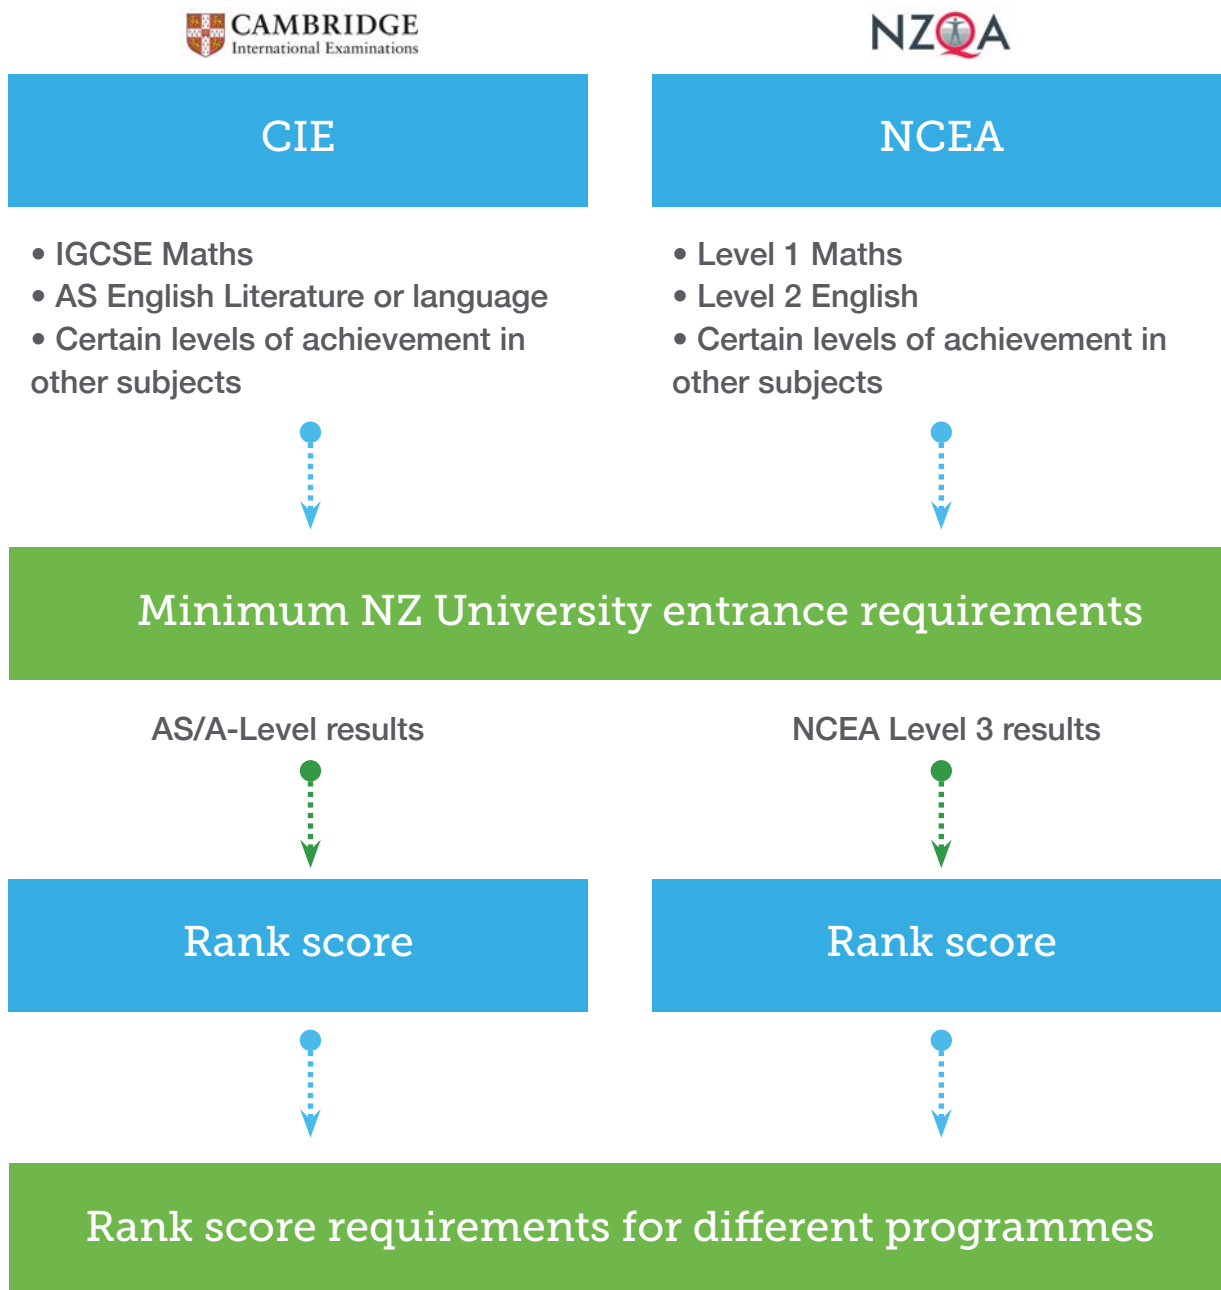 CAMBRIDGE
International Examinations
NZQA
CIE
NCEA
• IGCSE Maths
• AS English Literature or language
• Certain levels of achievement in
other subjects
• Level 1 Maths
• Level 2 English
• Certain levels of achievement in
other subjects
Minimum NZ University entrance requirements
AS/A-Level results
NCEA Level 3 results
Rank score
Rank score
Rank score requirements for different programmes